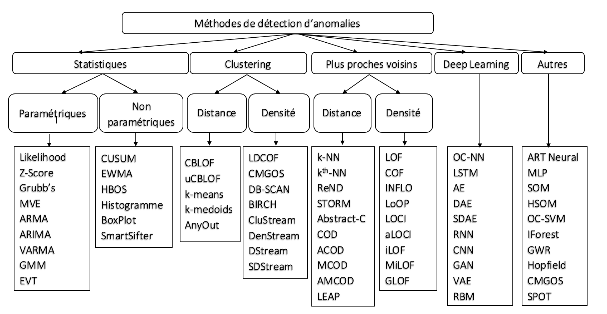 Méthodes de détection d'anomalies
Statistiques
Clustering
Plus proches voisins
Deep Learning
Autres
Paramétriques
Non
paramétriques
Distance
Densité
Distance
Densité
Likelihood
Z-Score
Grubb's
MVE
ARMA
ARIMA
VARMA
GMM
EVT
CUSUM
EWMA
HBOS
Histogramme
BoxPlot
SmartSifter
CBLOF
uCBLOF
k-means
k-medoids
AnyOut
LDCOF
CMGOS
DB-SCAN
BIRCH
CluStream
DenStream
DStream
SDStream
k-NN
kth-NN
ReND
STORM
Abstract-C
COD
ACOD
MCOD
AMCOD
LEAP
LOF
COF
INFLO
LoOP
LOCI
aLOCI
iLOF
MiLOF
GLOF
OC-NN
LSTM
AE
DAE
SDAE
RNN
CNN
GAN
VAE
RBM
ART Neural
MLP
SOM
HSOM
OC-SVM
IForest
GWR
Hopfield
CMGOS
SPOT